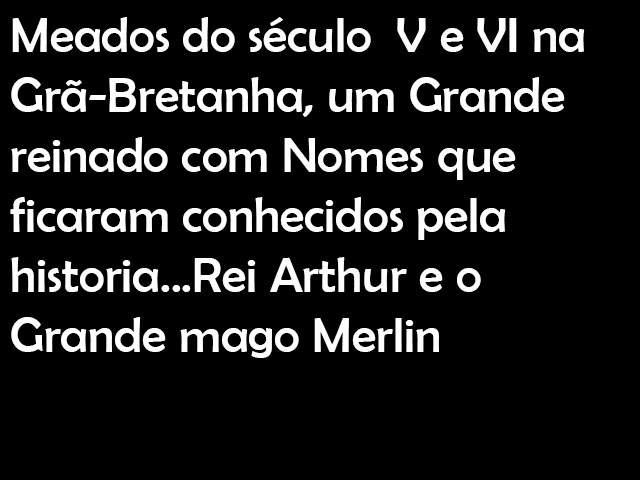 Meados do século  V e VI na
Grã-Bretanha, um Grande
reinado com Nomes que
ficaram conhecidos pela
historia...Rei Arthur e o
Grande mago Merlin